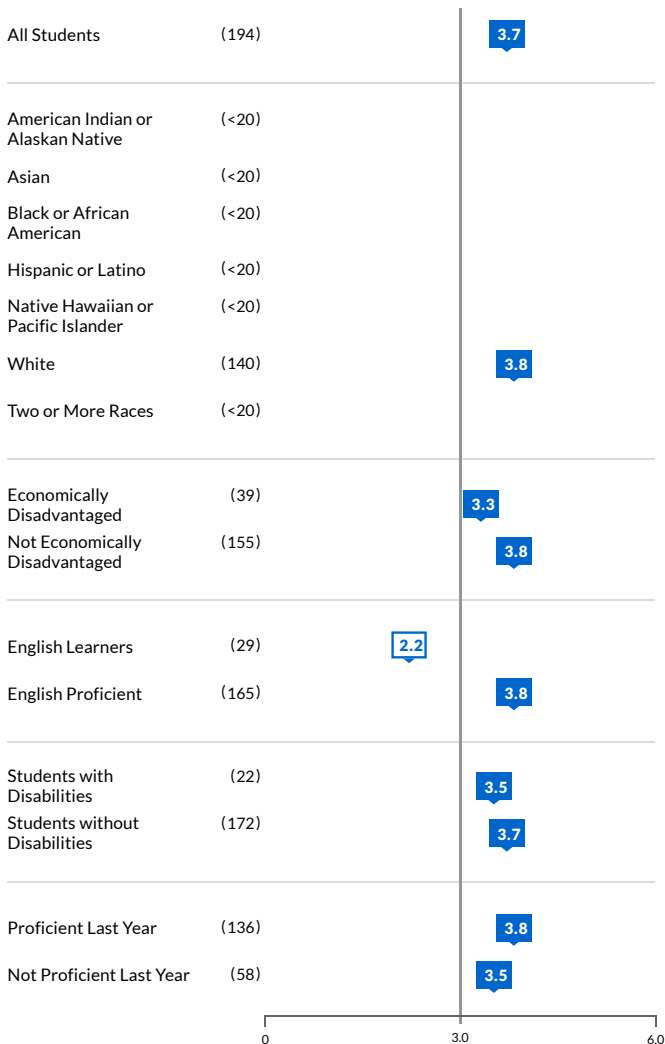 All Students (194) 3.7
American Indian or (<20)
Alaskan Native
Asian (<20)
Black or African (<20)
American
Hispanic or Latino (<20)
Native Hawaiian or (<20)
Pacific Islander
White (140) 3.8
Two or More Races (<20)
Economically (39) 3.3
Disadvantaged
Not Economically (155) 3.8
Disadvantaged
English Learners (29) 2.2
English Proficient (165) 3.8
Students with (22) 3.5
Disabilities
Students without (172) 3.7
Disabilities
Proficient Last Year (136) 3.8
Not Proficient Last Year (58) 3.5
0 3.0 6.0